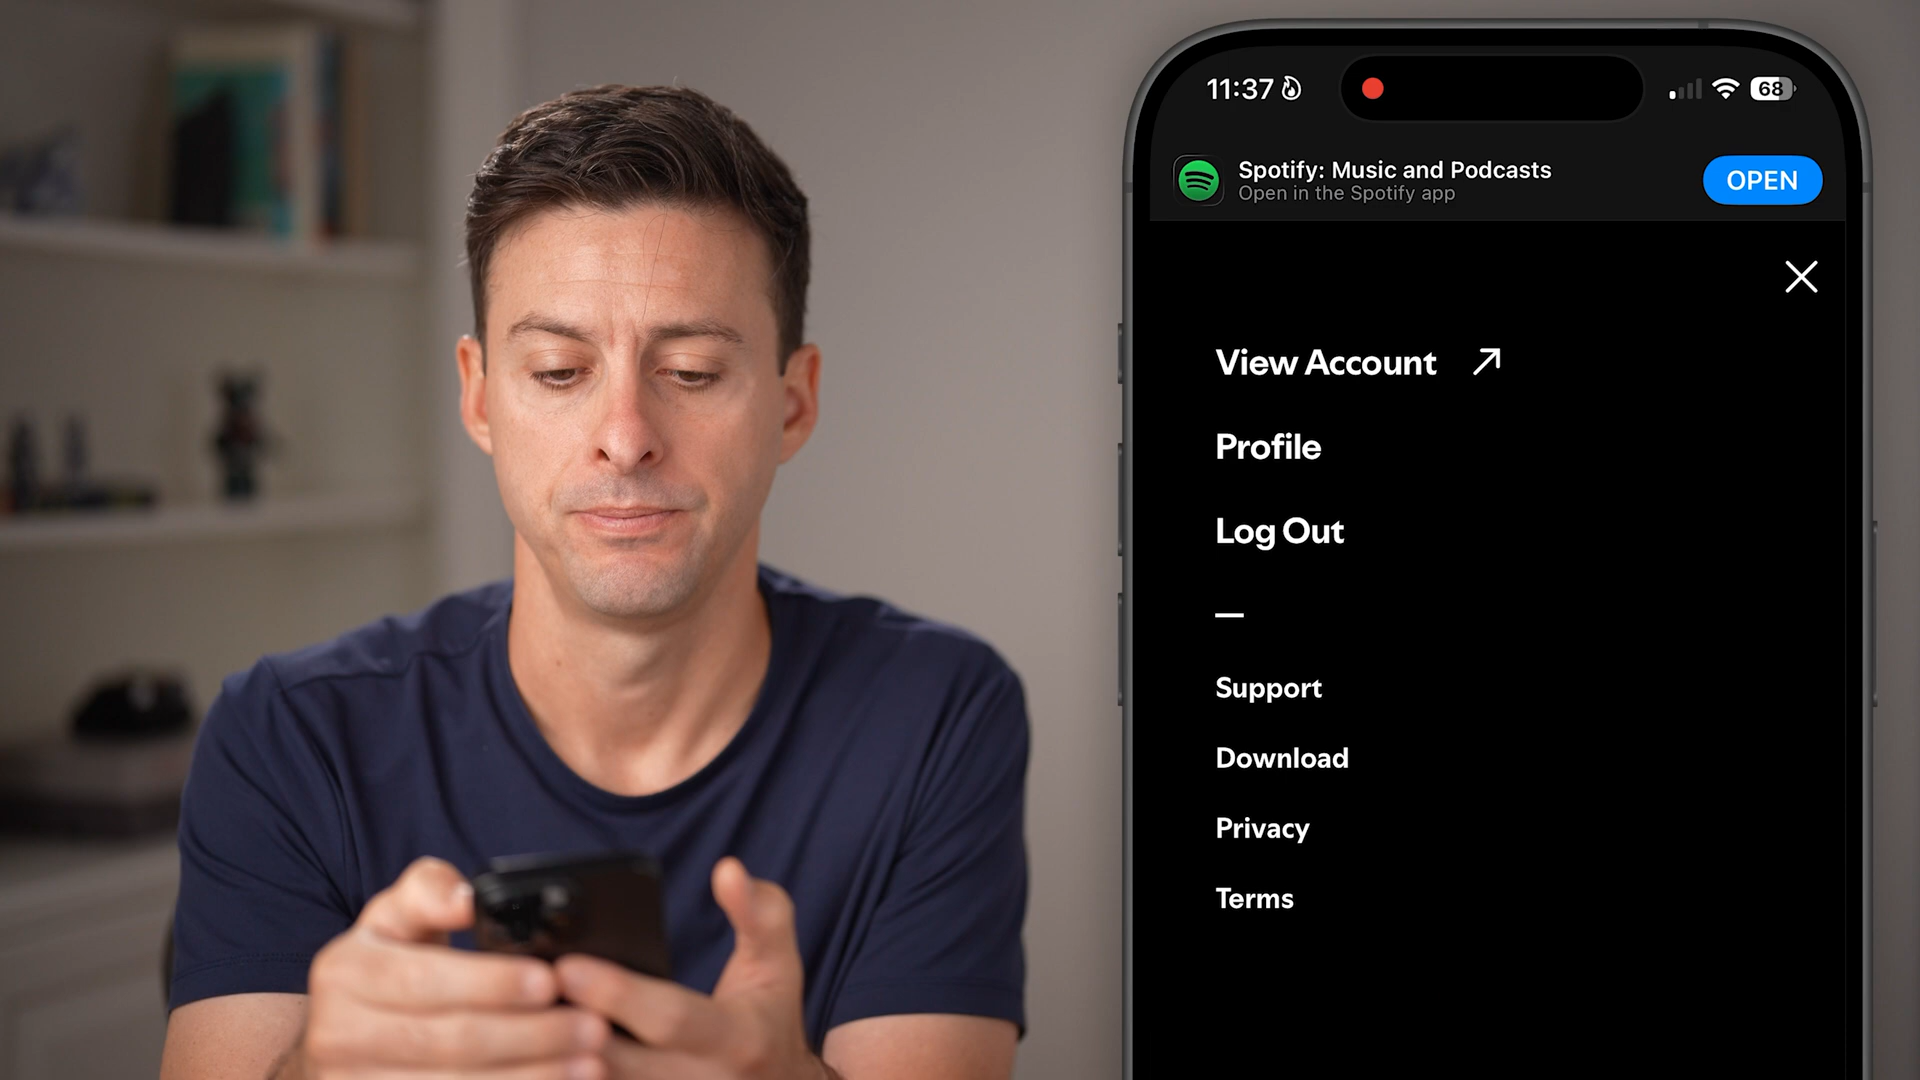 11:37
68
Spotify: Music and Podcasts
Open in the Spotify app
OPEN
View Account
Profile
Log Out
Support
Download
Privacy
Terms